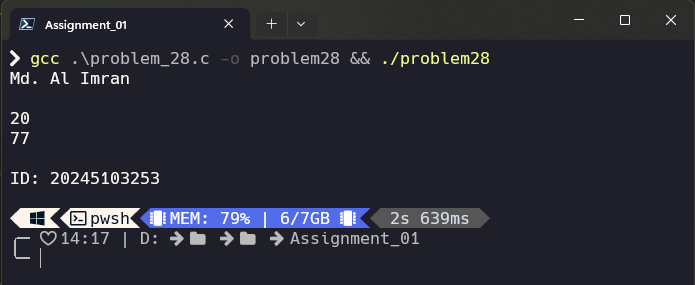 Assignment_01
❯ gcc .\problem_28.c -o problem28 && ./problem28
Md. Al Imran
20
77
ID: 20245103253
pwsh MEM: 79% | 6/7GB 2s 639ms
♡14:17 | D: → → → Assignment_01